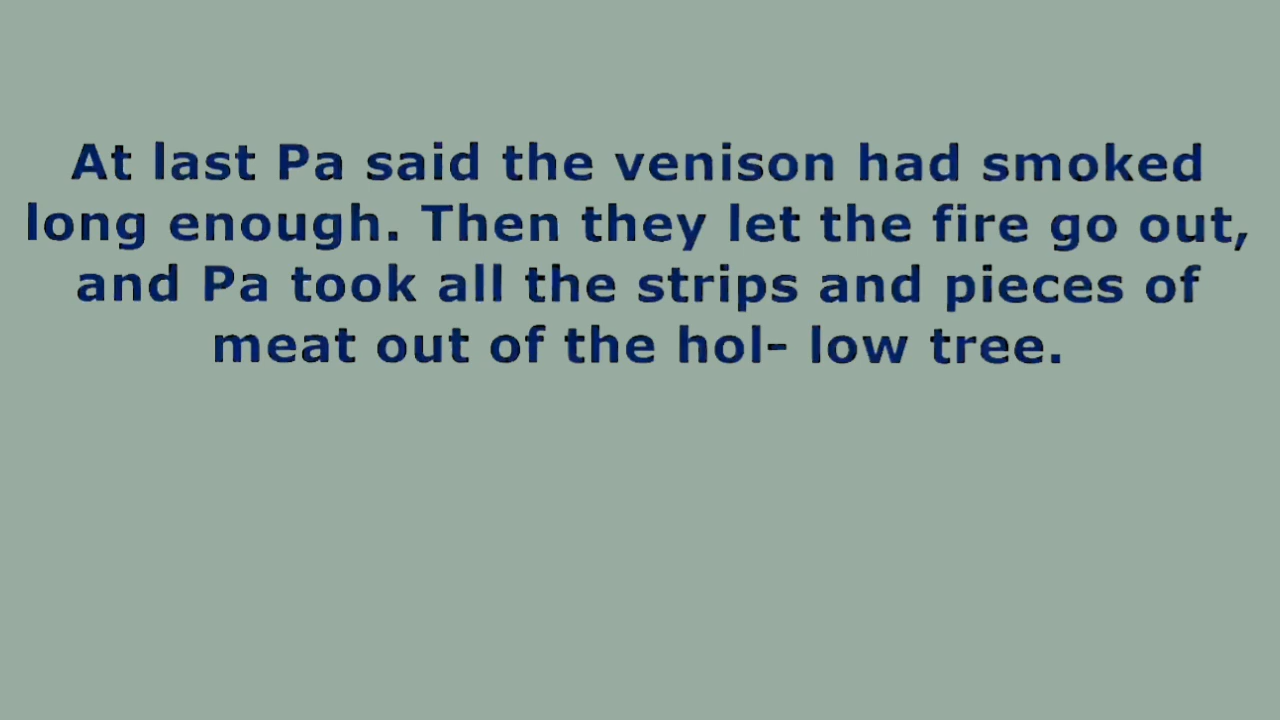 At last Pa said the venison had smoked
long enough. Then they let the fire go out,
and Pa took all the strips and pieces of
meat out of the hol- low tree.